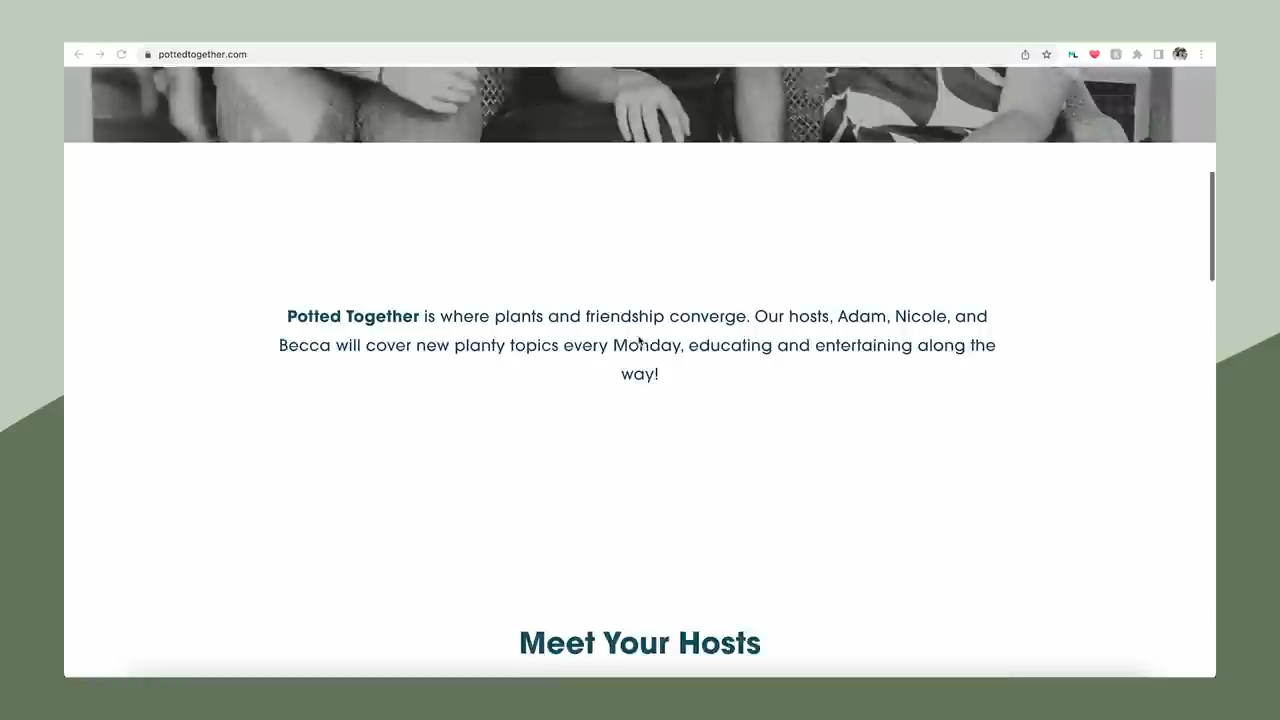 pottedtogether.com
Potted Together is where plants and friendship converge. Our hosts, Adam, Nicole, and
Becca will cover new planty topics every Monday, educating and entertaining along the
way!
Meet Your Hosts